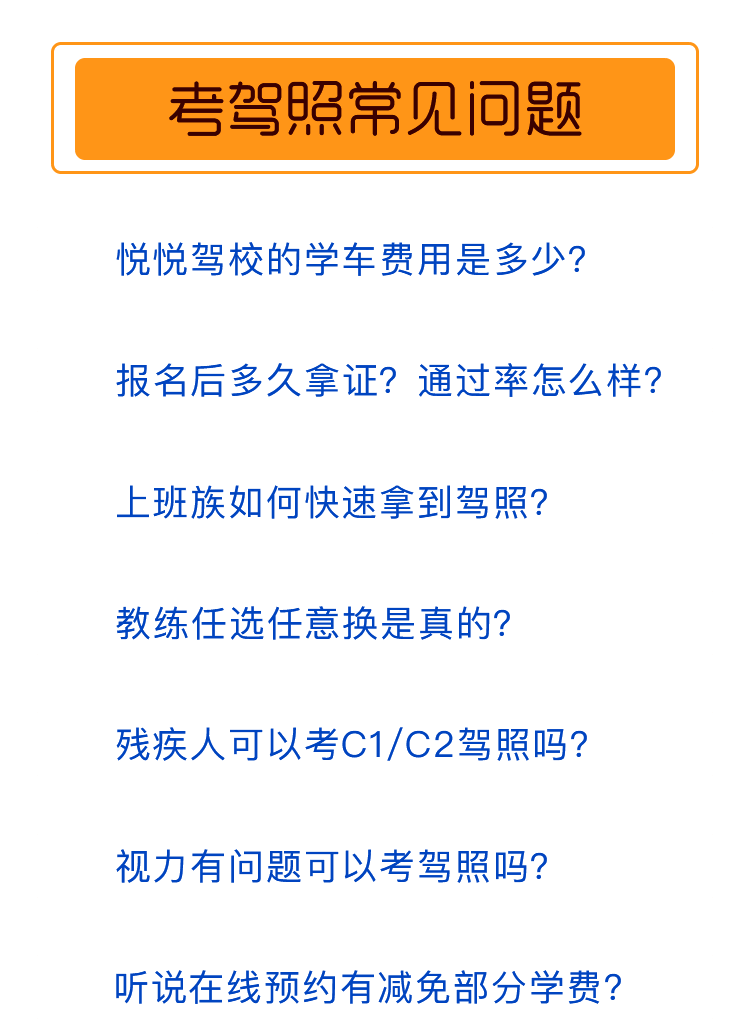 考驾照常见问题
悦悦驾校的学车费用是多少?
报名后多久拿证? 通过率怎么样?
上班族如何快速拿到驾照?
教练任选任意换是真的?
残疾人可以考C1/C2驾照吗?
视力有问题可以考驾照吗?
听说在线预约有减免部分学费?